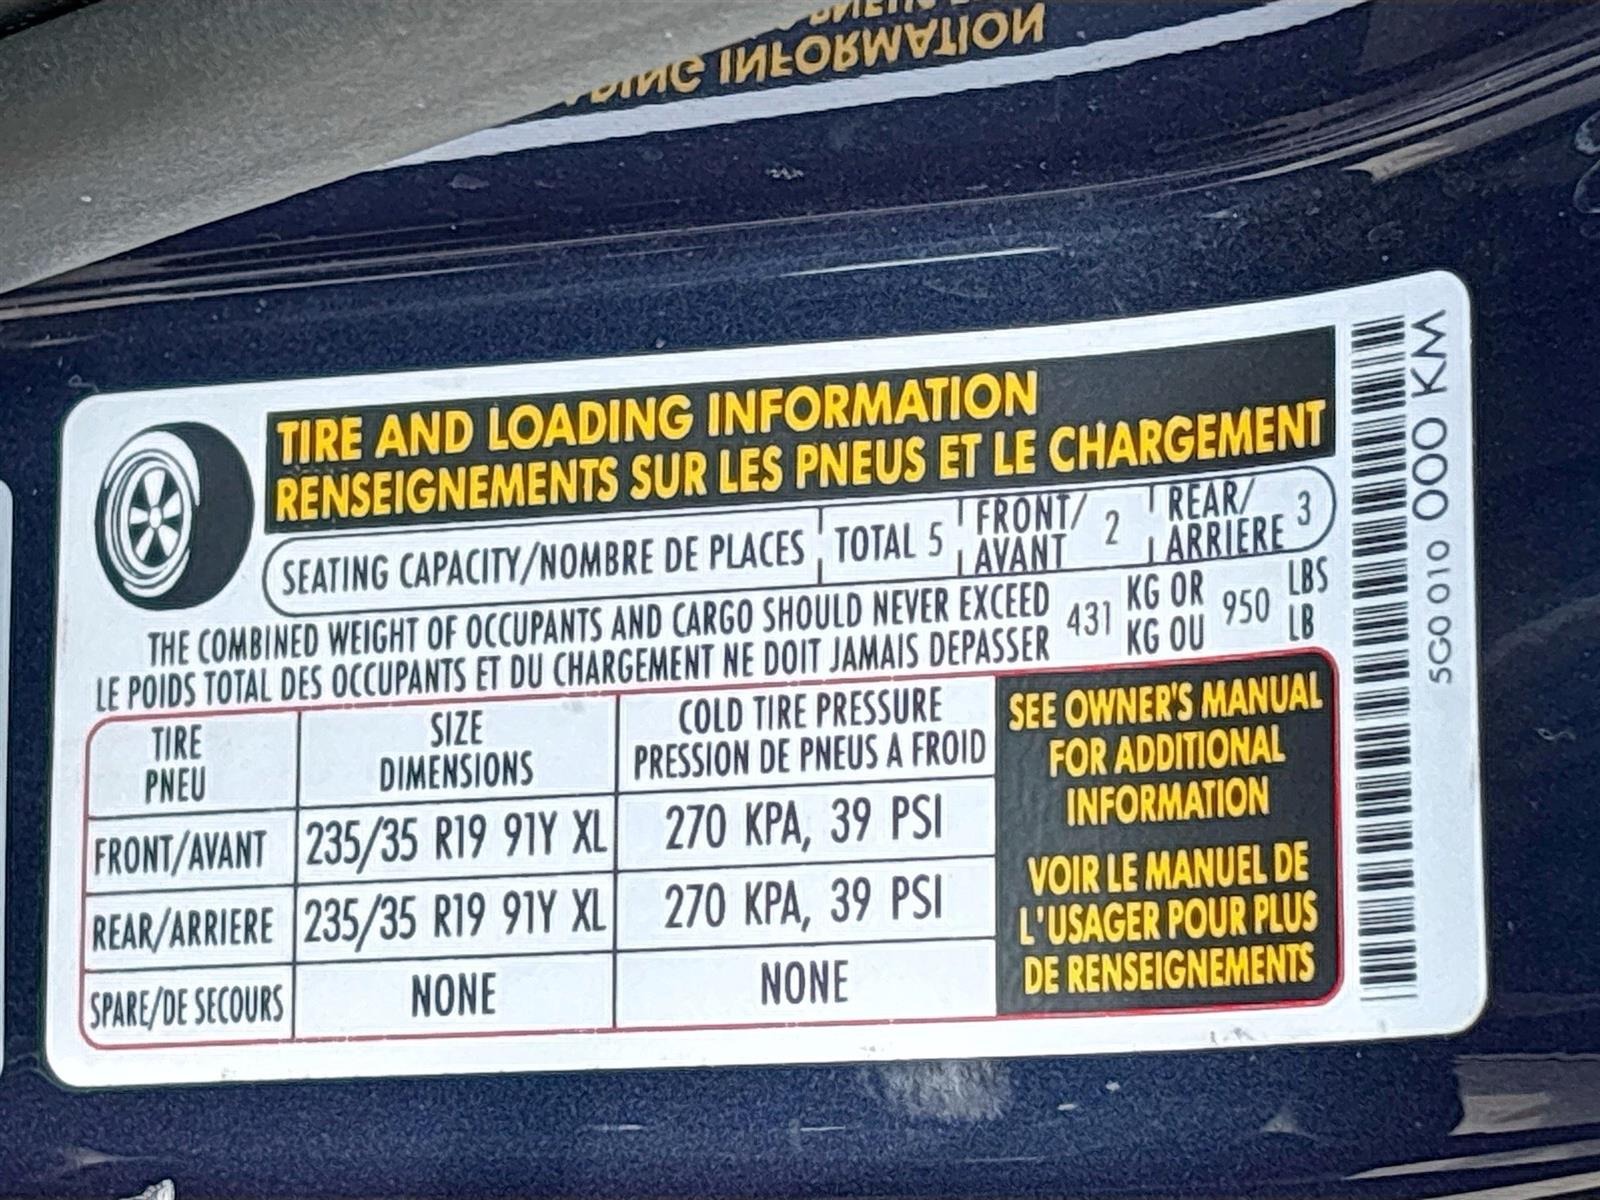 PNEUS
DING INFORMATION
TIRE AND LOADING INFORMATION
RENSEIGNEMENTS SUR LES PNEUS ET LE CHARGEMENT
SEATING CAPACITY/NOMBRE DE PLACES TOTAL 5 FRONT/ AVANT 2 REAR/ ARRIERE 3
THE COMBINED WEIGHT OF OCCUPANTS AND CARGO SHOULD NEVER EXCEED 431 KG OR 950 LBS
LE POIDS TOTAL DES OCCUPANTS ET DU CHARGEMENT NE DOIT JAMAIS DEPASSER KG OU LB
TIRE
PNEU
SIZE
DIMENSIONS
COLD TIRE PRESSURE
PRESSION DE PNEUS A FROID
FRONT/AVANT 235/35 R19 91Y XL 270 KPA, 39 PSI
REAR/ARRIERE 235/35 R19 91Y XL 270 KPA, 39 PSI
SPARE/DE SECOURS NONE NONE
SEE OWNER'S MANUAL
FOR ADDITIONAL
INFORMATION
VOIR LE MANUEL DE
L'USAGER POUR PLUS
DE RENSEIGNEMENTS
5G0 010 000 KM